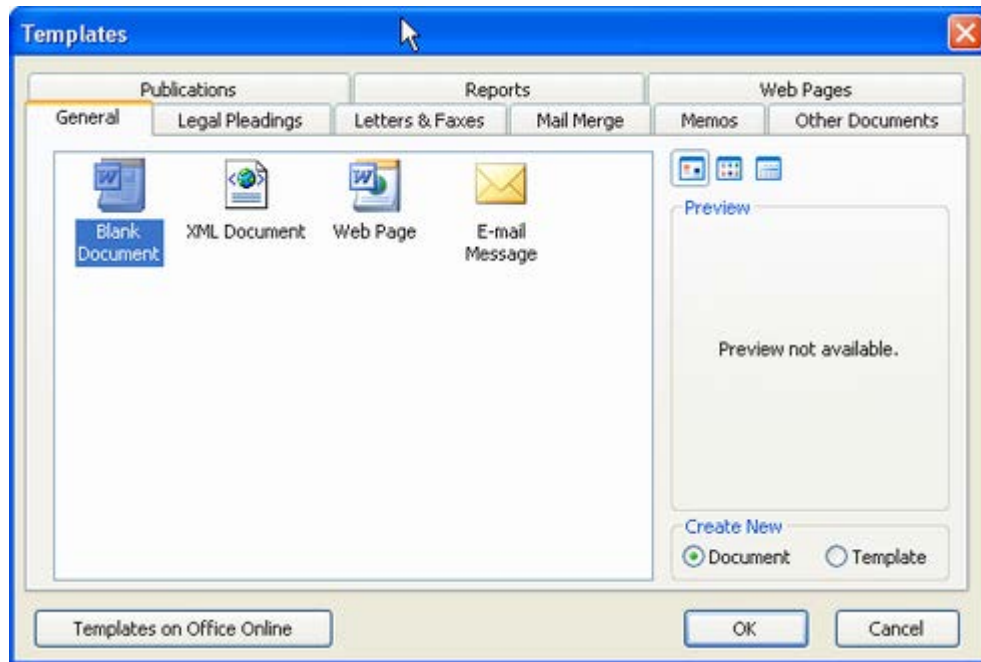 Templates
Publications Reports Web Pages
General Legal Pleadings Letters & Faxes Mail Merge Memos Other Documents
Blank Document
XML Document
Web Page
E-mail Message
Preview
Preview not available.
Create New
Document Template
Templates on Office Online OK Cancel